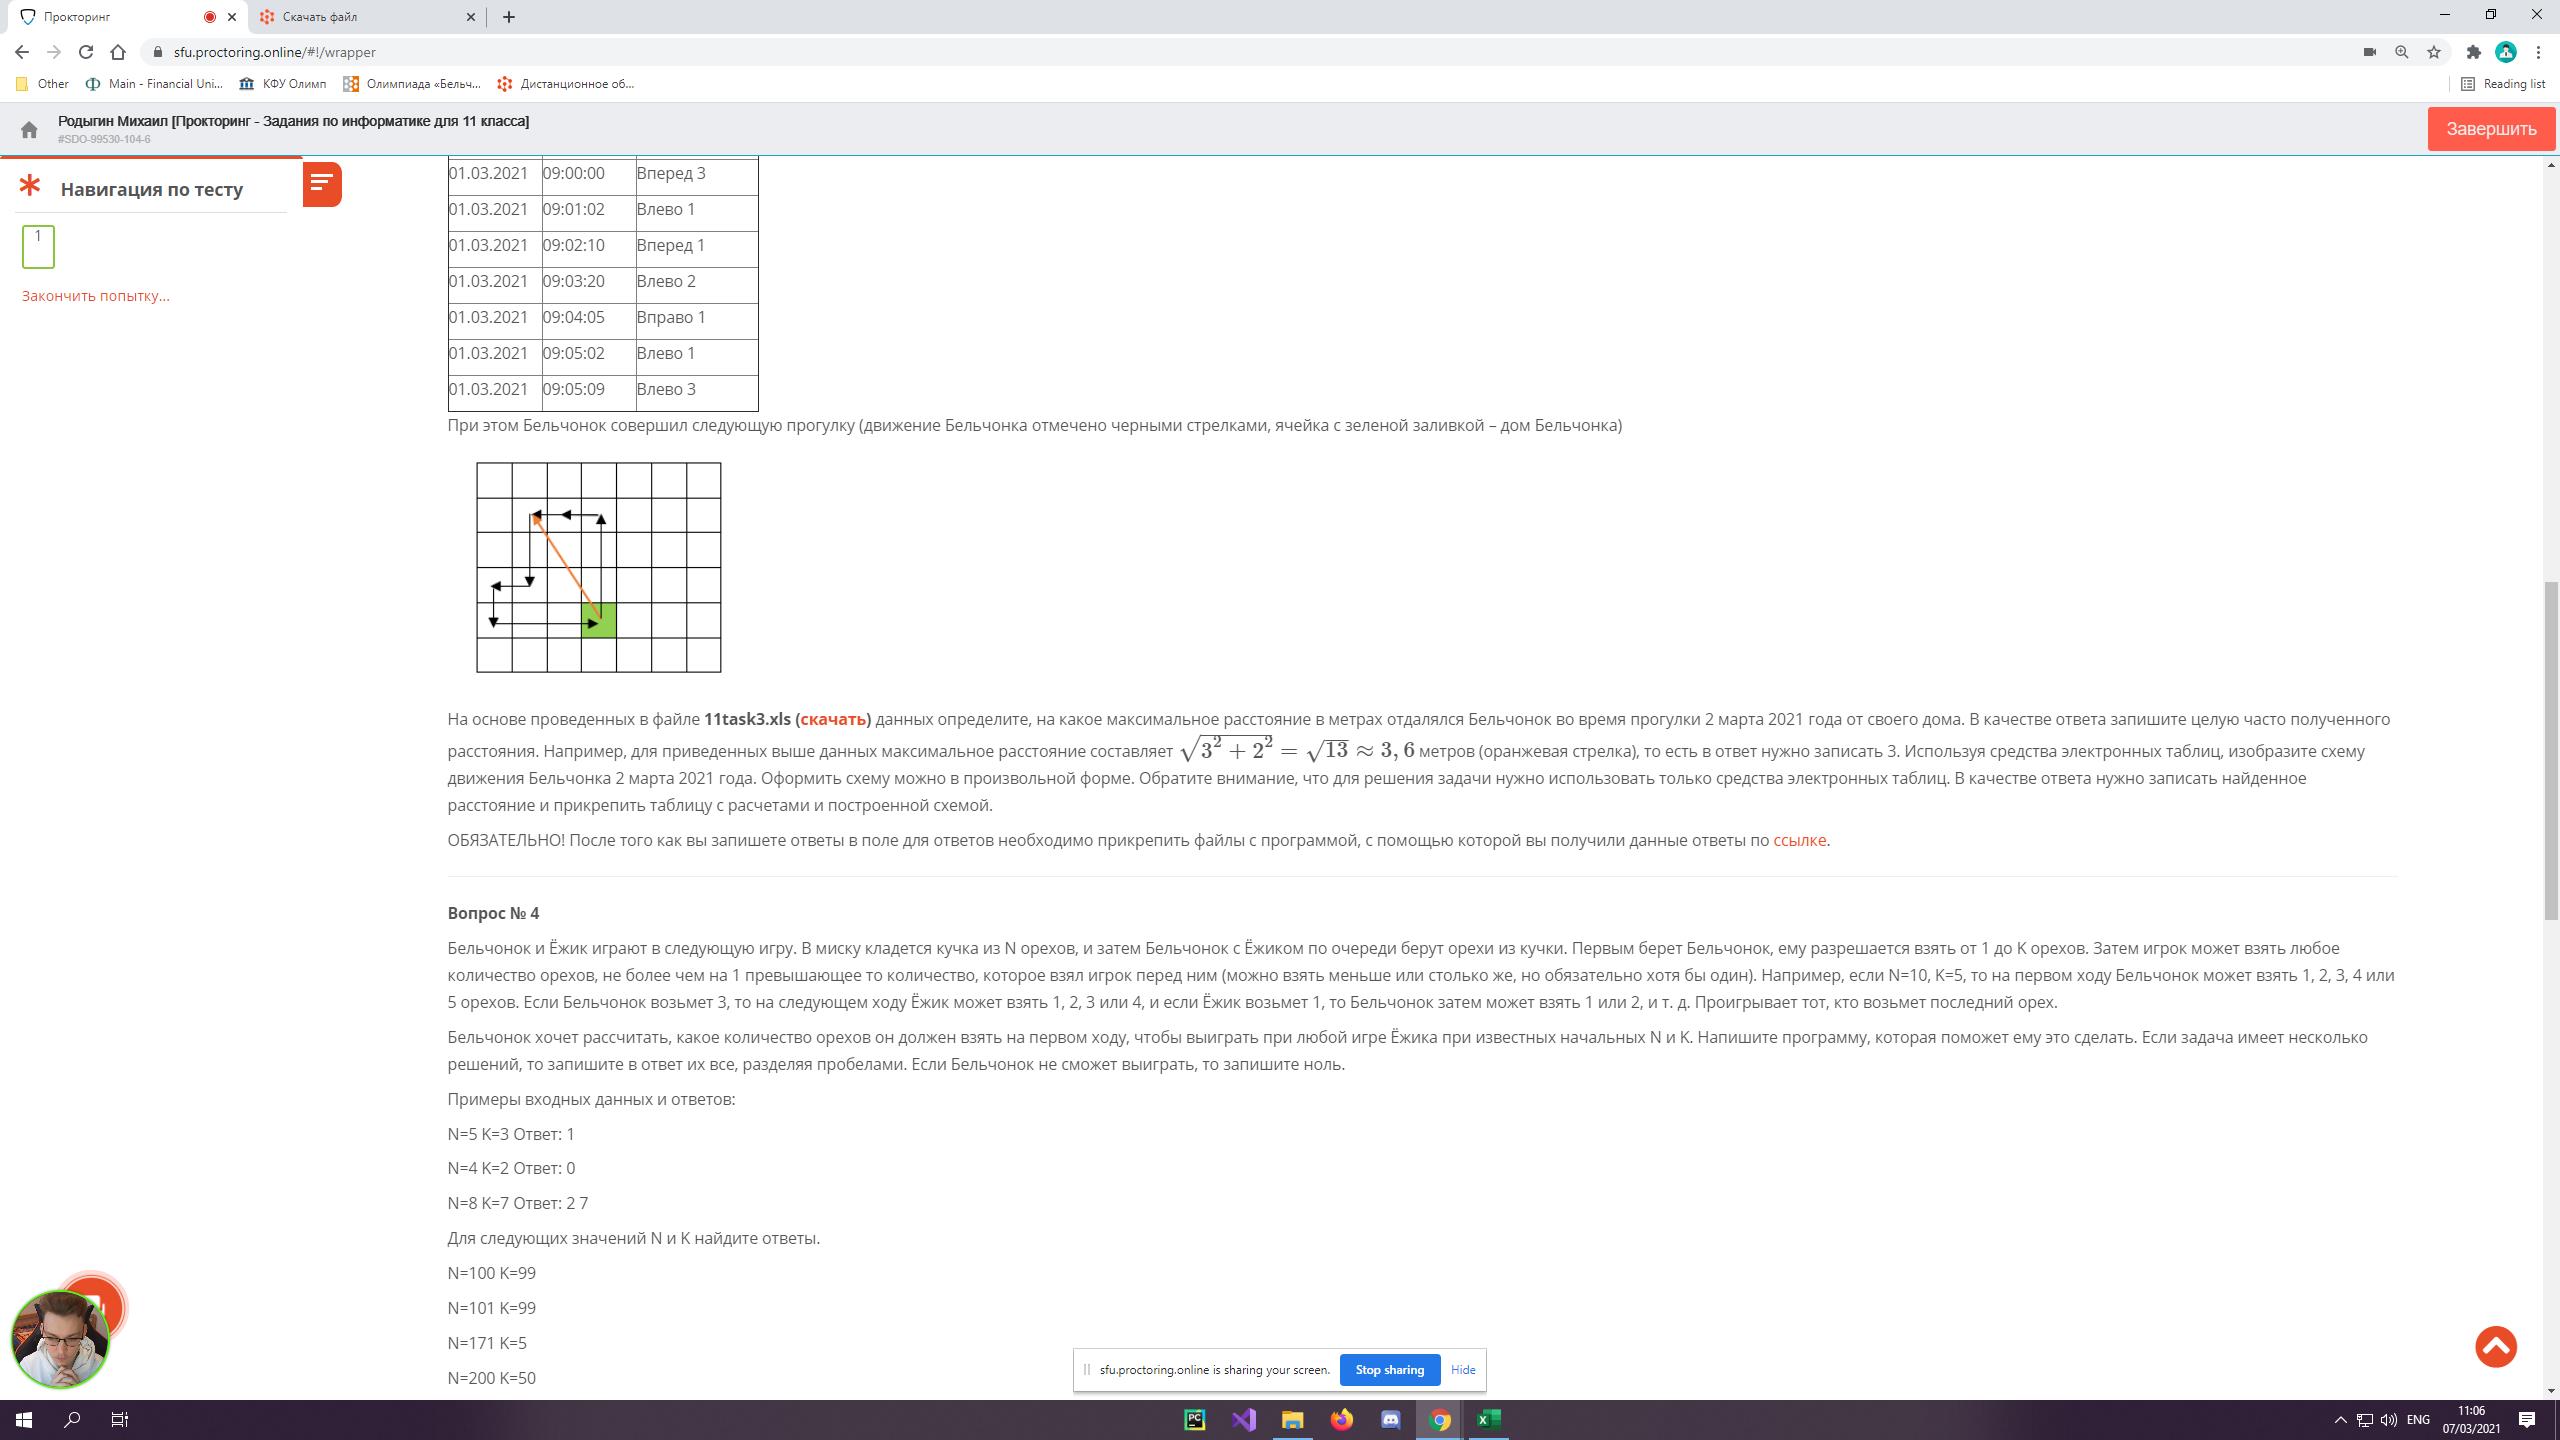 Прокторинг
Скачать файл
sfu.proctoring.online/#!/wrapper
Other
Main - Financial Uni...
КФУ Олимп
Олимпиада «Бельч...
Дистанционное об...
Reading list
Родыгин Михаил [Прокторинг - Задания по информатике для 11 класса]
#SDO-99530-104-6
Завершить
Навигация по тесту
1
Закончить попытку...
01.03.2021 09:00:00 Вперед 3
01.03.2021 09:01:02 Влево 1
01.03.2021 09:02:10 Вперед 1
01.03.2021 09:03:20 Влево 2
01.03.2021 09:04:05 Вправо 1
01.03.2021 09:05:02 Влево 1
01.03.2021 09:05:09 Влево 3
При этом Бельчонок совершил следующую прогулку (движение Бельчонка отмечено черными стрелками, ячейка с зеленой заливкой – дом Бельчонка)
На основе проведенных в файле 11task3.xls (скачать) данных определите, на какое максимальное расстояние в метрах отдалялся Бельчонок во время прогулки 2 марта 2021 года от своего дома. В качестве ответа запишите целую часто полученного
расстояния. Например, для приведенных выше данных максимальное расстояние составляет √3² + 2² = √13 ≈ 3, 6 метров (оранжевая стрелка), то есть в ответ нужно записать 3. Используя средства электронных таблиц, изобразите схему
движения Бельчонка 2 марта 2021 года. Оформить схему можно в произвольной форме. Обратите внимание, что для решения задачи нужно использовать только средства электронных таблиц. В качестве ответа нужно записать найденное
расстояние и прикрепить таблицу с расчетами и построенной схемой.
ОБЯЗАТЕЛЬНО! После того как вы запишете ответы в поле для ответов необходимо прикрепить файлы с программой, с помощью которой вы получили данные ответы по ссылке.
Вопрос № 4
Бельчонок и Ёжик играют в следующую игру. В миску кладется кучка из N орехов, и затем Бельчонок с Ёжиком по очереди берут орехи из кучки. Первым берет Бельчонок, ему разрешается взять от 1 до K орехов. Затем игрок может взять любое
количество орехов, не более чем на 1 превышающее то количество, которое взял игрок перед ним (можно взять меньше или столько же, но обязательно хотя бы один). Например, если N=10, K=5, то на первом ходу Бельчонок может взять 1, 2, 3, 4 или
5 орехов. Если Бельчонок возьмет 3, то на следующем ходу Ёжик может взять 1, 2, 3 или 4, и если Ёжик возьмет 1, то Бельчонок затем может взять 1 или 2, и т. д. Проигрывает тот, кто возьмет последний орех.
Бельчонок хочет рассчитать, какое количество орехов он должен взять на первом ходу, чтобы выиграть при любой игре Ёжика при известных начальных N и K. Напишите программу, которая поможет ему это сделать. Если задача имеет несколько
решений, то запишите в ответ их все, разделяя пробелами. Если Бельчонок не сможет выиграть, то запишите ноль.
Примеры входных данных и ответов:
N=5 K=3 Ответ: 1
N=4 K=2 Ответ: 0
N=8 K=7 Ответ: 2 7
Для следующих значений N и K найдите ответы.
N=100 K=99
N=101 K=99
N=171 K=5
N=200 K=50
sfu.proctoring.online is sharing your screen.
Stop sharing
Hide
PC
ENG
11:06
07/03/2021